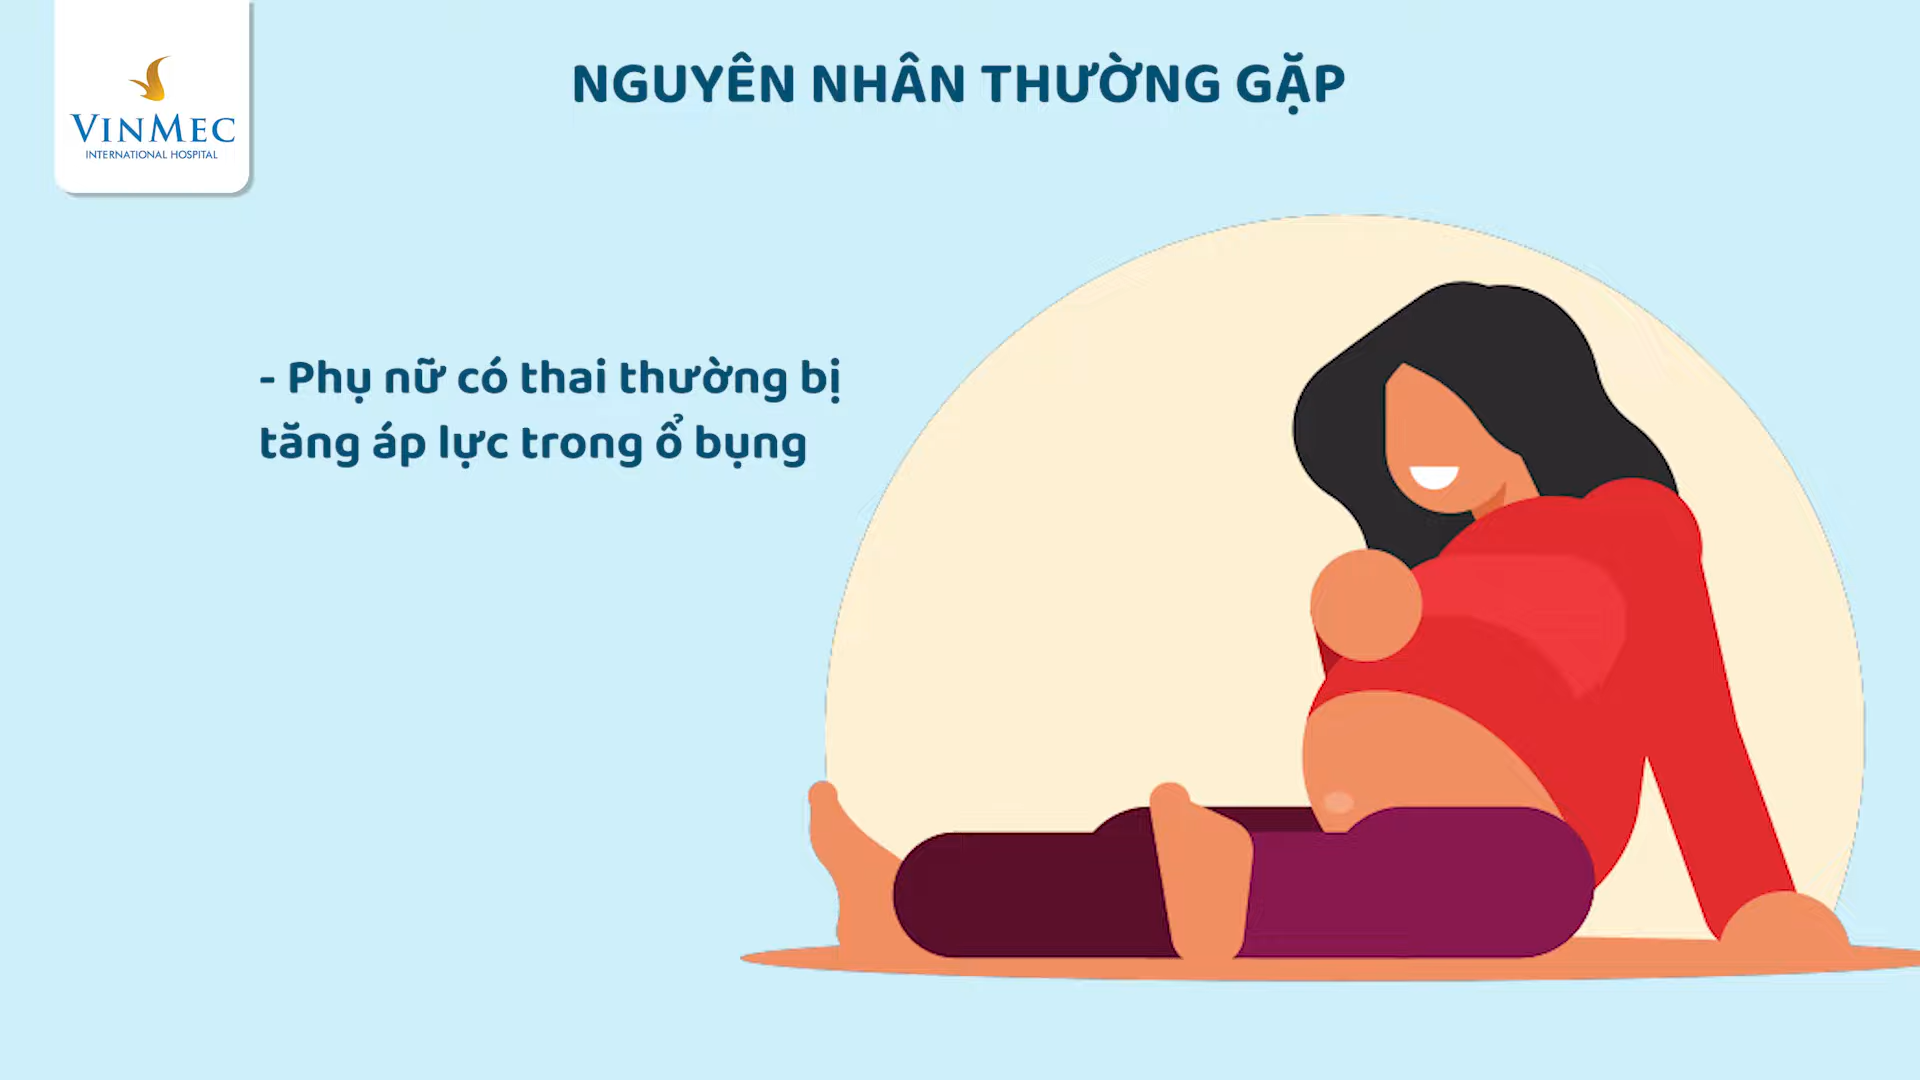 VINMEC
INTERNATIONAL HOSPITAL
NGUYÊN NHÂN THƯỜNG GẶP
- Phụ nữ có thai thường bị
tăng áp lực trong ổ bụng